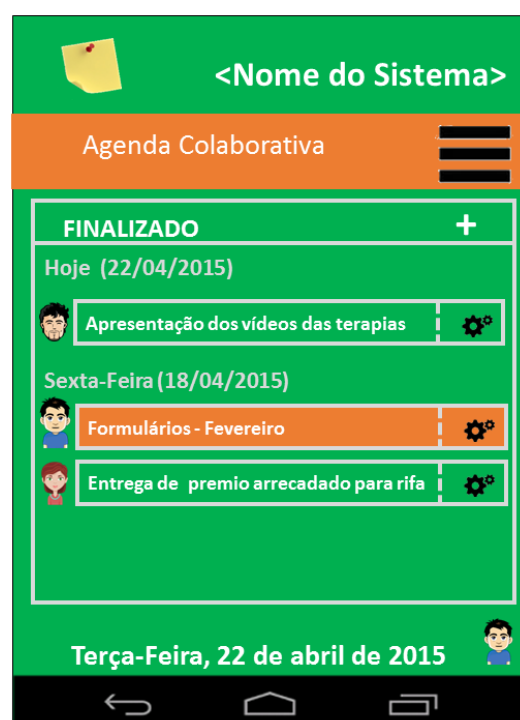 <Nome do Sistema>
Agenda Colaborativa
FINALIZADO +
Hoje (22/04/2015)
Apresentação dos vídeos das terapias
Sexta-Feira (18/04/2015)
Formulários - Fevereiro
Entrega de premio arrecadado para rifa
Terça-Feira, 22 de abril de 2015